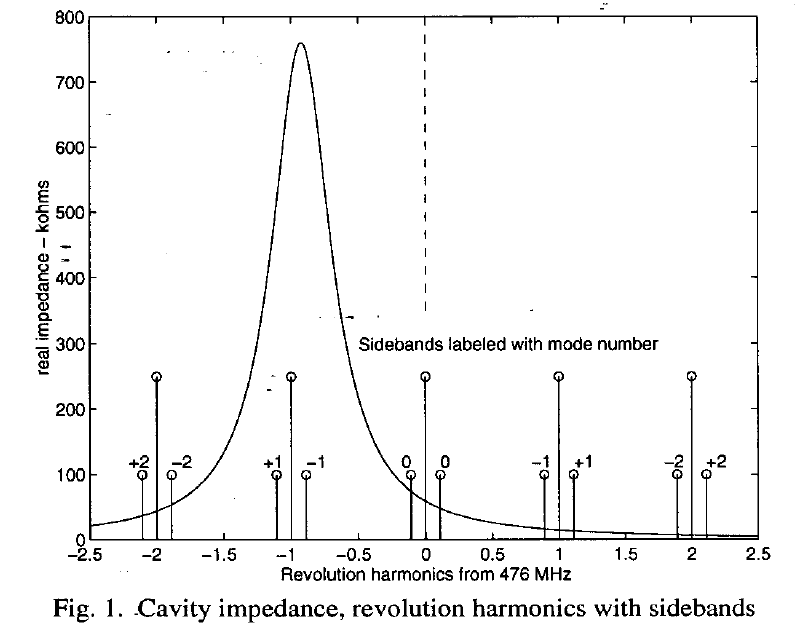 800
700
600
500
400
300
200
100
0
real impedance – kohms
Sidebands labeled with mode number
+2 −2 +1 −1 0 0 −1 +1 −2 +2
−2.5 −2 −1.5 −1 −0.5 0 0.5 1 1.5 2 2.5
Revolution harmonics from 476 MHz
Fig. 1. Cavity impedance, revolution harmonics with sidebands